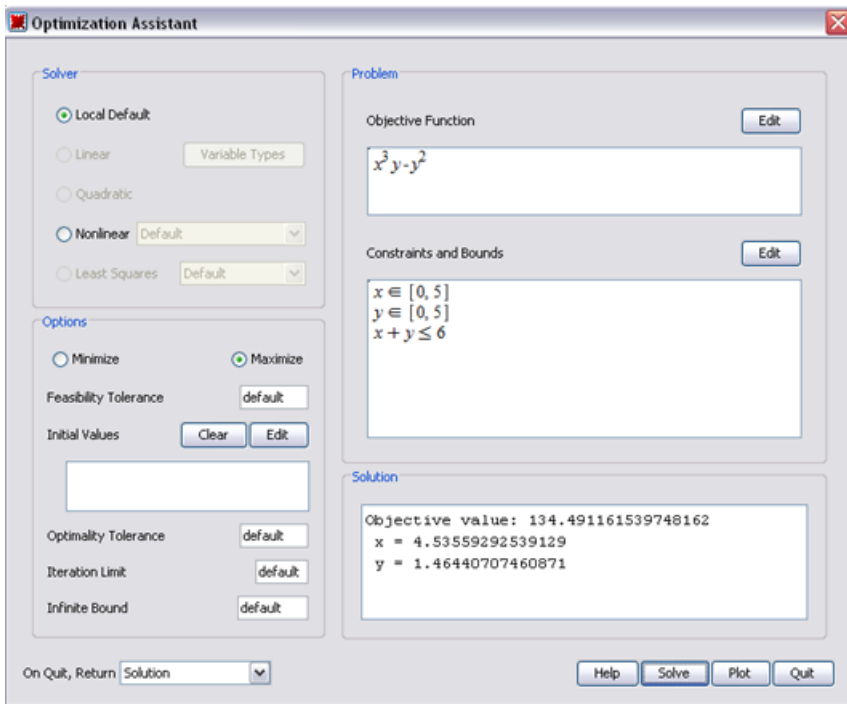 Optimization Assistant
Solver
Local Default
Linear Variable Types
Quadratic
Nonlinear Default
Least Squares Default
Options
Minimize Maximize
Feasibility Tolerance default
Initial Values Clear Edit
Optimality Tolerance default
Iteration Limit default
Infinite Bound default
Problem
Objective Function Edit
x³ y - y²
Constraints and Bounds Edit
x ∈ [0, 5]
y ∈ [0, 5]
x + y ≤ 6
Solution
Objective value: 134.491161539748162
x = 4.53559292539129
y = 1.46440707460871
On Quit, Return Solution Help Solve Plot Quit